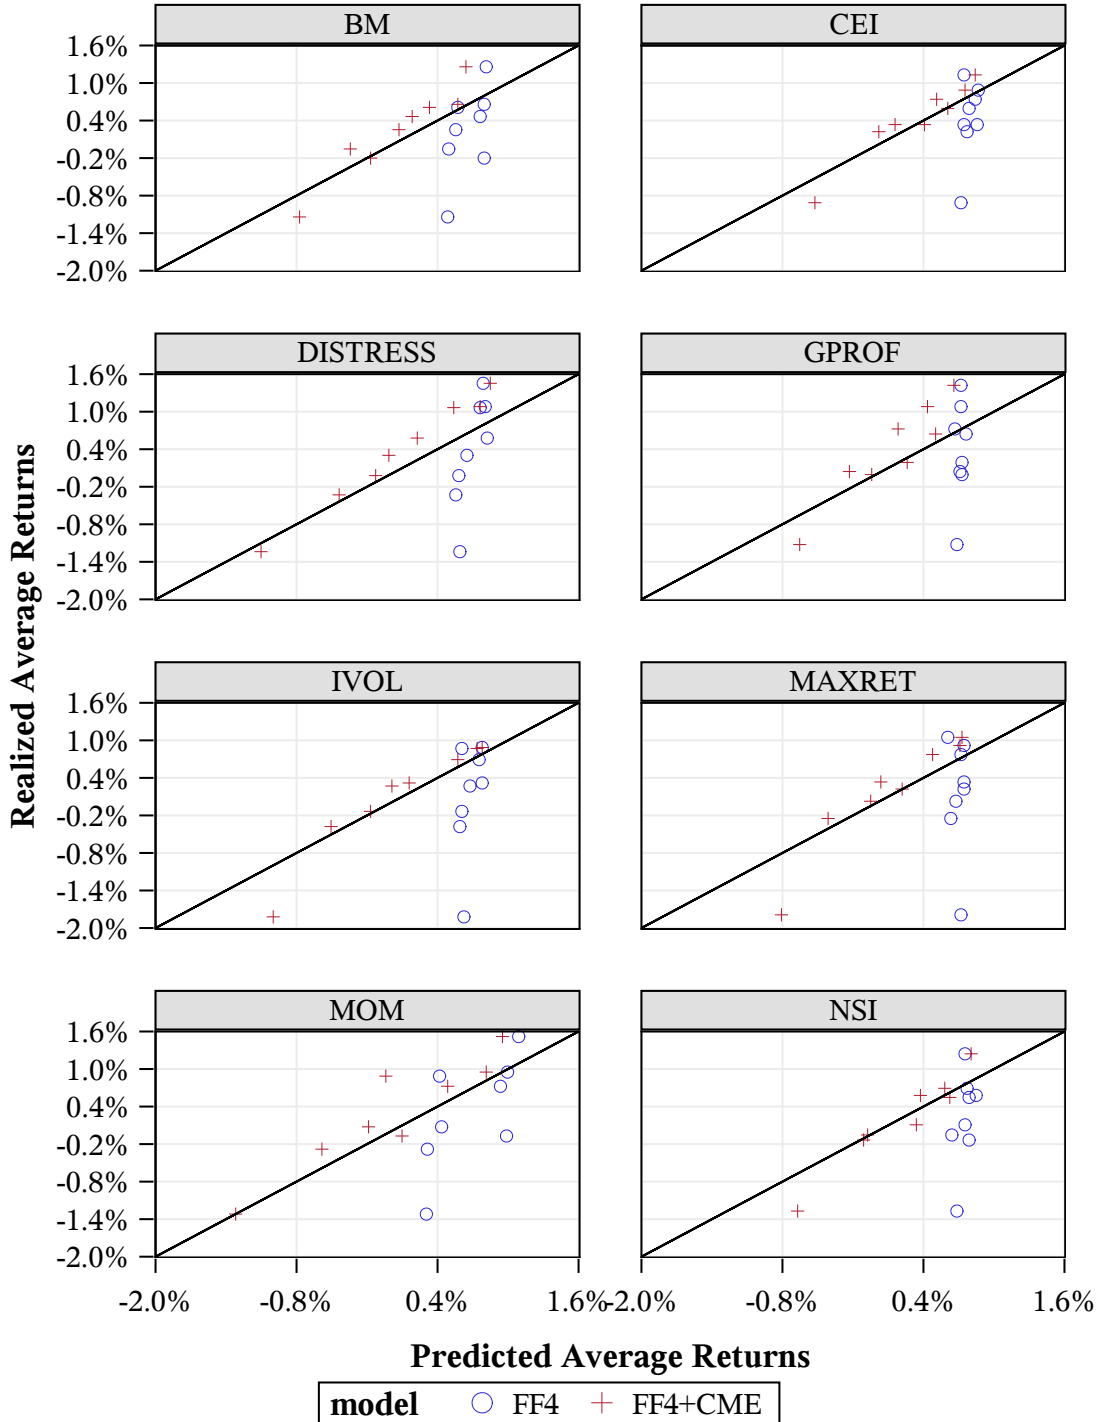 BM
CEI
1.6%
1.0%
0.4%
-0.2%
-0.8%
-1.4%
-2.0%
DISTRESS
GPROF
1.6%
1.0%
0.4%
-0.2%
-0.8%
-1.4%
-2.0%
Realized Average Returns
IVOL
MAXRET
1.6%
1.0%
0.4%
-0.2%
-0.8%
-1.4%
-2.0%
MOM
NSI
1.6%
1.0%
0.4%
-0.2%
-0.8%
-1.4%
-2.0%
-2.0% -0.8% 0.4% 1.6% -2.0% -0.8% 0.4% 1.6%
Predicted Average Returns
model FF4 FF4+CME